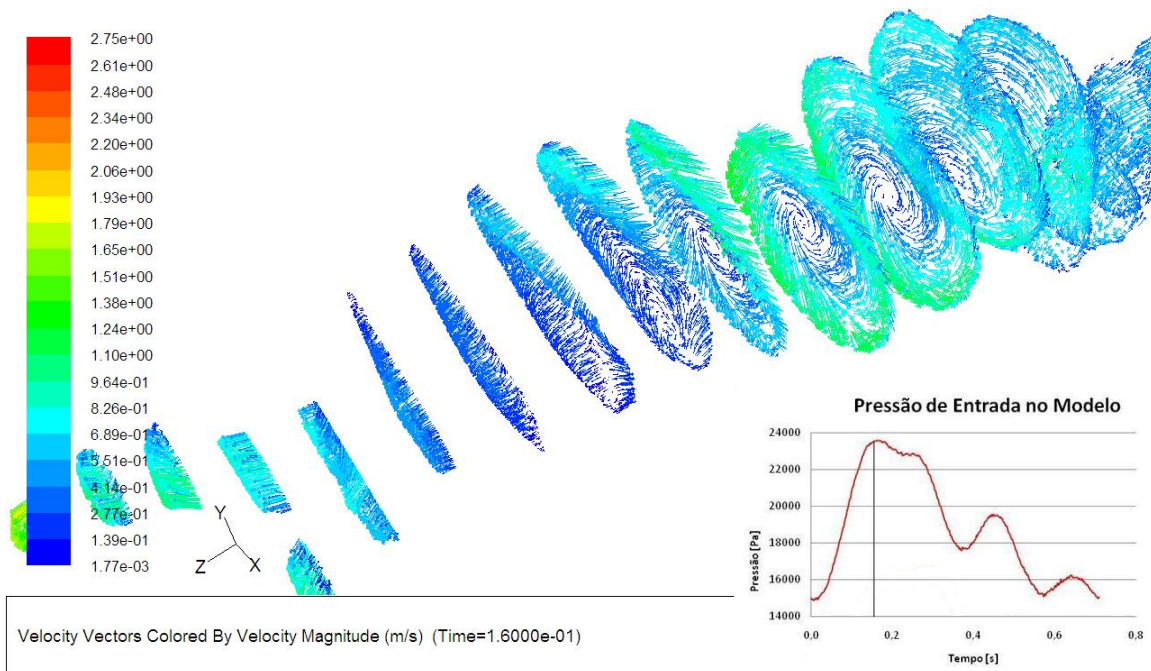 2.75e+00
2.61e+00
2.48e+00
2.34e+00
2.20e+00
2.06e+00
1.93e+00
1.79e+00
1.65e+00
1.51e+00
1.38e+00
1.24e+00
1.10e+00
9.64e-01
8.26e-01
6.89e-01
5.51e-01
4.14e-01
2.77e-01
1.39e-01
1.77e-03
Y
Z
X
Velocity Vectors Colored By Velocity Magnitude (m/s) (Time=1.6000e-01)
Pressão de Entrada no Modelo
Pressão [Pa]
24000
22000
20000
18000
16000
14000
0,0
0,2
0,4
0,6
0,8
Tempo [s]